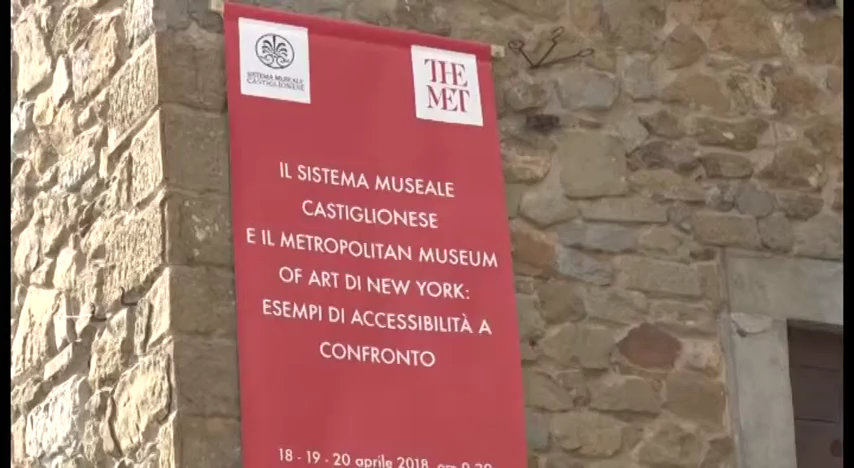 SISTEMA MUSEALE
CASTIGLIONESE
THE
MET
IL SISTEMA MUSEALE
CASTIGLIONESE
E IL METROPOLITAN MUSEUM
OF ART DI NEW YORK:
ESEMPI DI ACCESSIBILITÀ A
CONFRONTO
18 - 19 - 20 aprile 2018